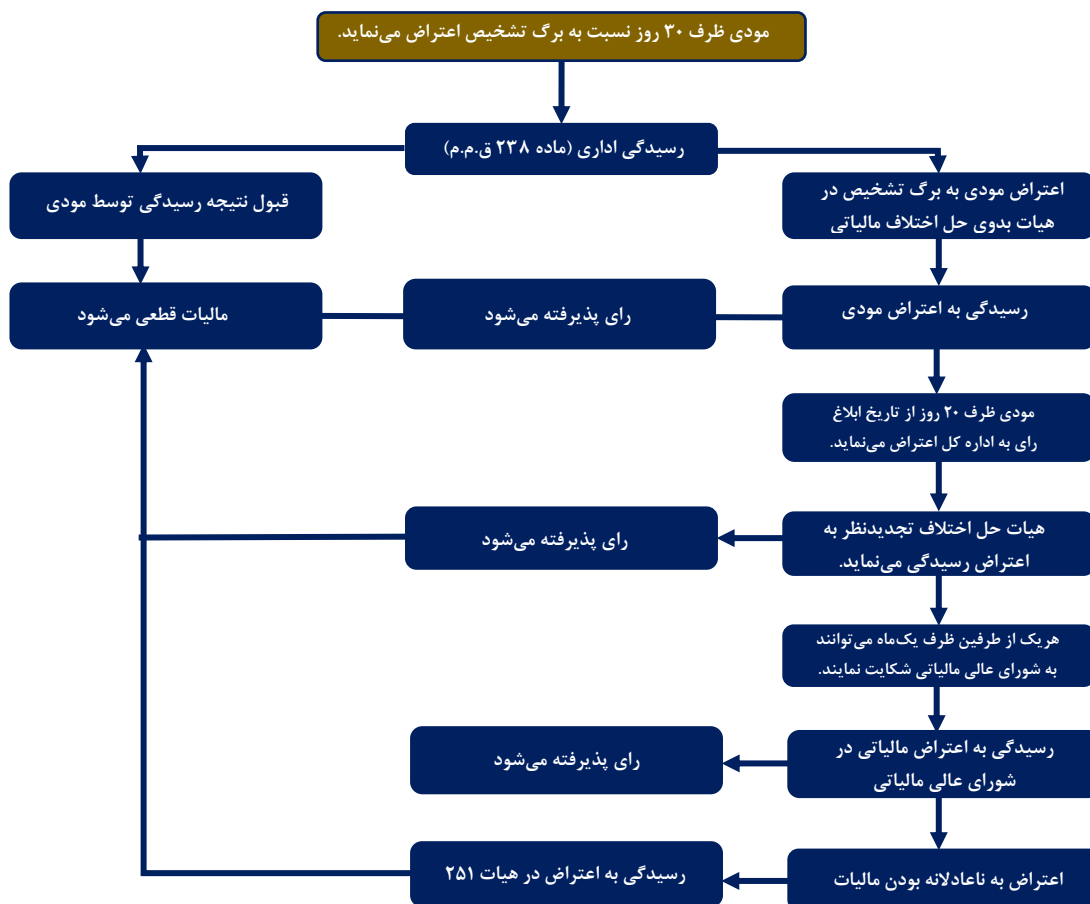 مودی ظرف ۳۰ روز نسبت به برگ تشخیص اعتراض می‌نماید.
رسیدگی اداری (ماده ۲۳۸ ق.م.م)
اعتراض مودی به برگ تشخیص در
هیات بدوی حل اختلاف مالیاتی
قبول نتیجه رسیدگی توسط مودی
رسیدگی به اعتراض مودی
رای پذیرفته می‌شود
مالیات قطعی می‌شود
مودی ظرف ۲۰ روز از تاریخ ابلاغ
رای به اداره کل اعتراض می‌نماید.
هیات حل اختلاف تجدیدنظر به
اعتراض رسیدگی می‌نماید.
رای پذیرفته می‌شود
هریک از طرفین ظرف یک‌ماه می‌توانند
به شورای عالی مالیاتی شکایت نمایند.
رسیدگی به اعتراض مالیاتی در
شورای عالی مالیاتی
رای پذیرفته می‌شود
اعتراض به ناعادلانه بودن مالیات
رسیدگی به اعتراض در هیات ۲۵۱